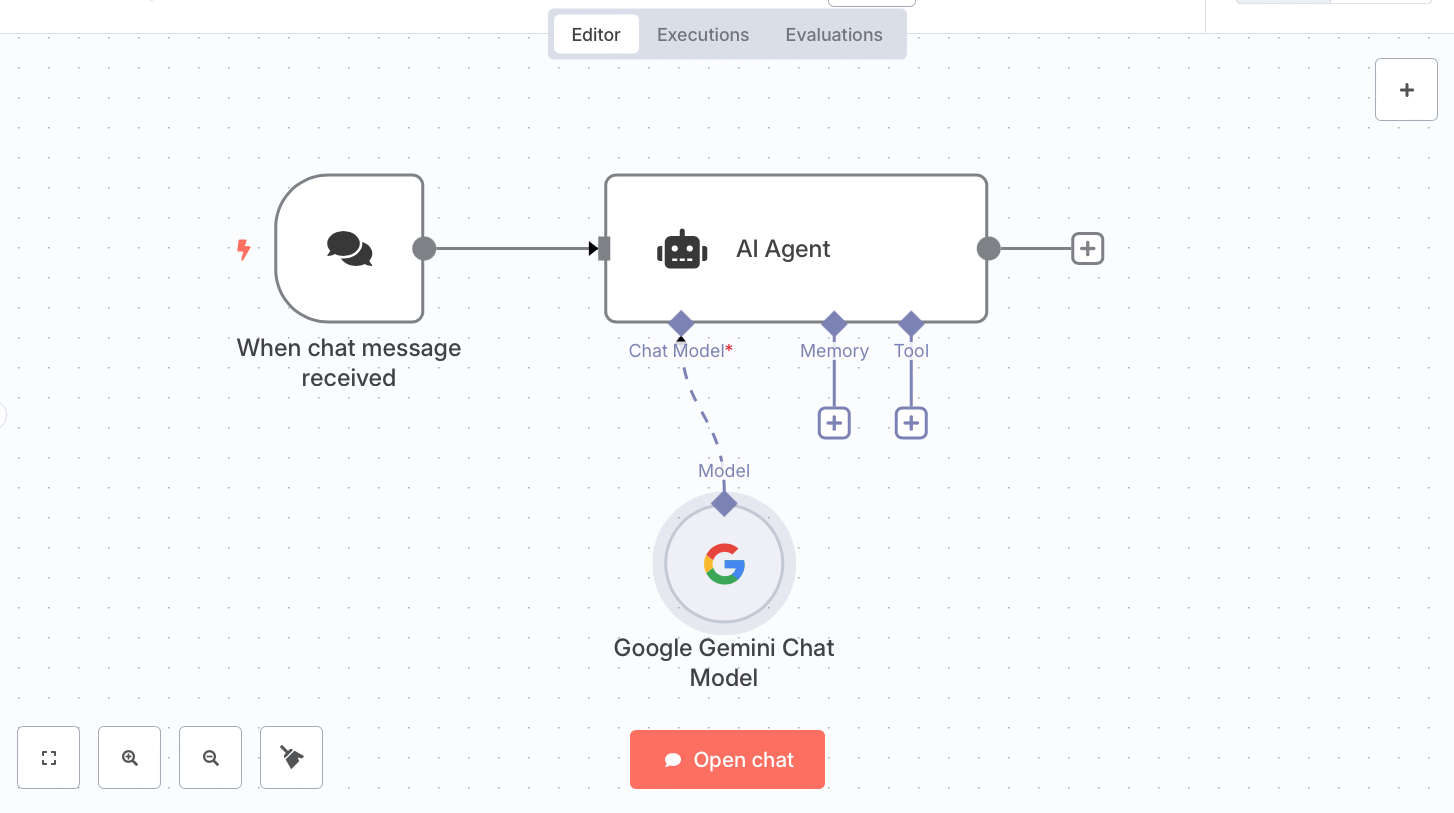 Editor
Executions
Evaluations
AI Agent
When chat message
received
Chat Model*
Memory
Tool
Model
Google Gemini Chat
Model
Open chat